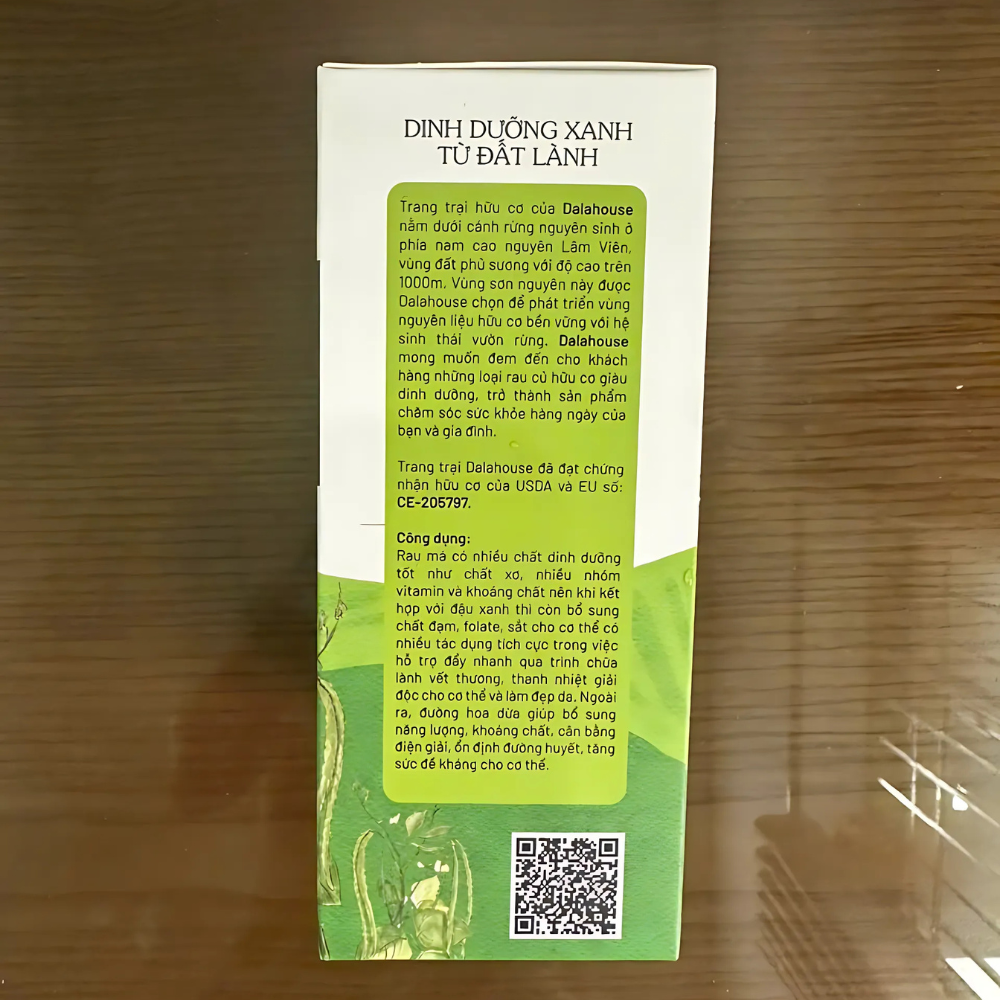 DINH DƯỠNG XANH
TỪ ĐẤT LÀNH
Trang trại hữu cơ của Dalahouse
nằm dưới cánh rừng nguyên sinh ở
phía nam cao nguyên Lâm Viên,
vùng đất phủ sương với độ cao trên
1000m. Vùng sơn nguyên này được
Dalahouse chọn để phát triển vùng
nguyên liệu hữu cơ bền vững với hệ
sinh thái vườn rừng. Dalahouse
mong muốn đem đến cho khách
hàng những loại rau củ hữu cơ giàu
dinh dưỡng, trở thành sản phẩm
chăm sóc sức khỏe hàng ngày của
bạn và gia đình.
Trang trại Dalahouse đã đạt chứng
nhận hữu cơ của USDA và EU số:
CE-205797.
Công dụng:
Rau má có nhiều chất dinh dưỡng
tốt như chất xơ, nhiều nhóm
vitamin và khoáng chất nên khi kết
hợp với đậu xanh thì còn bổ sung
chất đạm, folate, sắt cho cơ thể có
nhiều tác dụng tích cực trong việc
hỗ trợ đẩy nhanh qua trình chữa
lành vết thương, thanh nhiệt giải
độc cho cơ thể và làm đẹp da. Ngoài
ra, đường hoa dừa giúp bổ sung
năng lượng, khoáng chất, cân bằng
điện giải, ổn định đường huyết, tăng
sức đề kháng cho cơ thể.